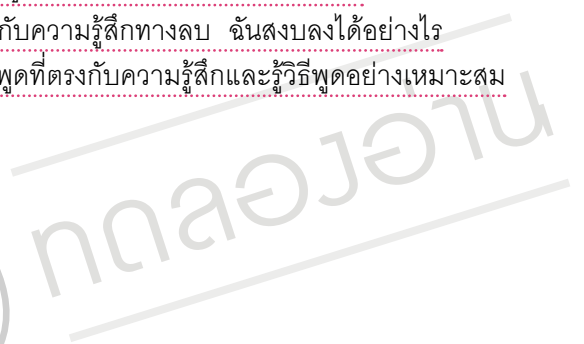 กับความรู้สึกทางลบ ฉันสงบลงได้อย่างไร
พูดที่ตรงกับความรู้สึกและรู้วิธีพูดอย่างเหมาะสม
ทดลองอ่าน